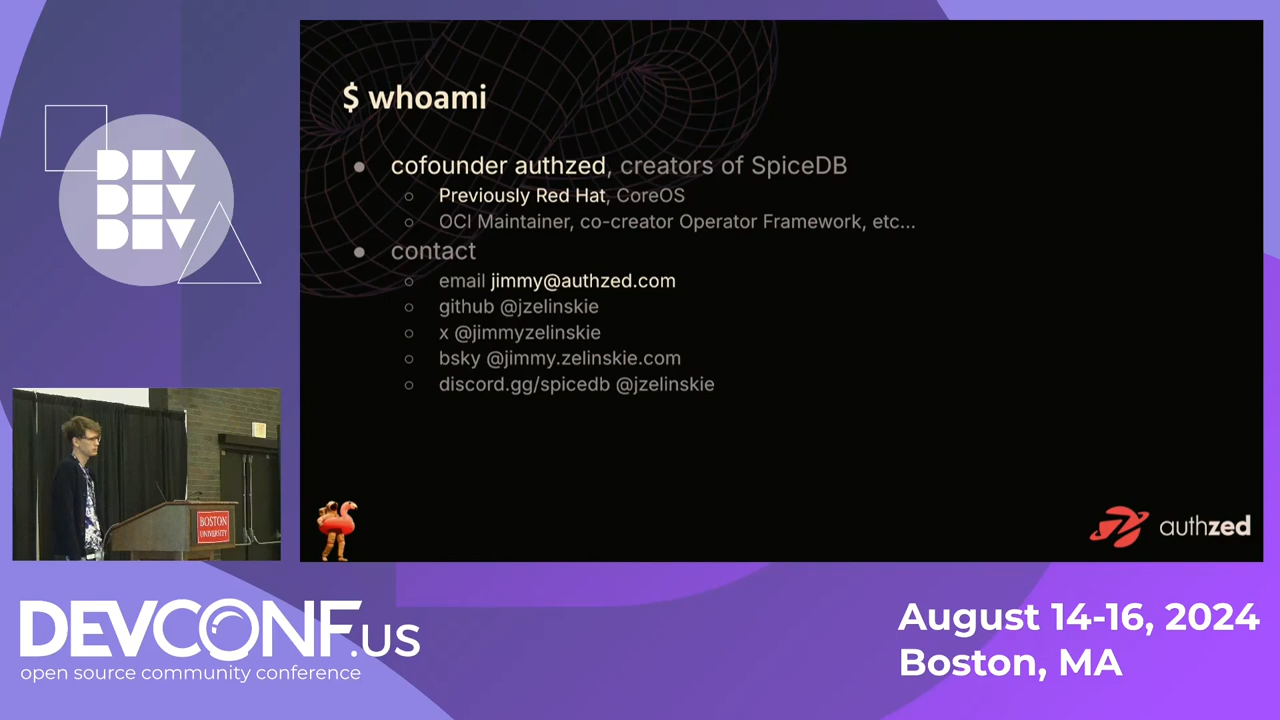 DEV
DEV
DEV
$ whoami
cofounder authzed, creators of SpiceDB
Previously Red Hat, CoreOS
OCI Maintainer, co-creator Operator Framework, etc...
contact
email jimmy@authzed.com
github @jzelinskie
x @jimmyzelinskie
bsky @jimmy.zelinskie.com
discord.gg/spicedb @jzelinskie
authzed
BOSTON
UNIVERSITY
DEVCONF.US
open source community conference
August 14-16, 2024
Boston, MA